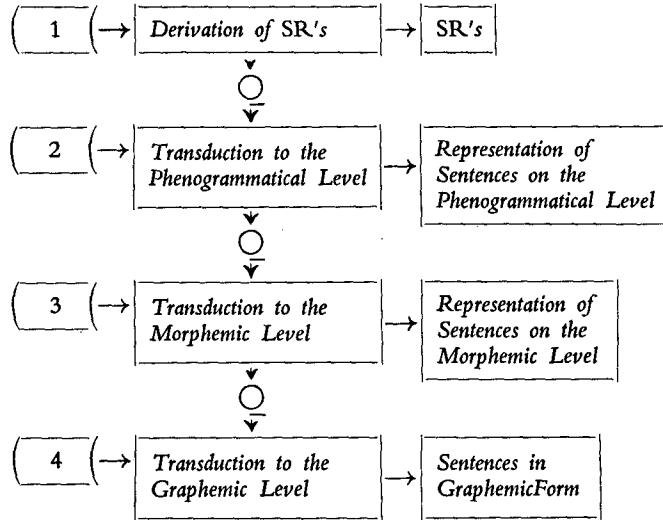 1 Derivation of SR's SR's
2 Transduction to the Representation of
Phenogrammatical Level Sentences on the
Phenogrammatical Level
3 Transduction to the Representation of
Morphemic Level Sentences on the
Morphemic Level
4 Transduction to the Sentences in
Graphemic Level GraphemicForm